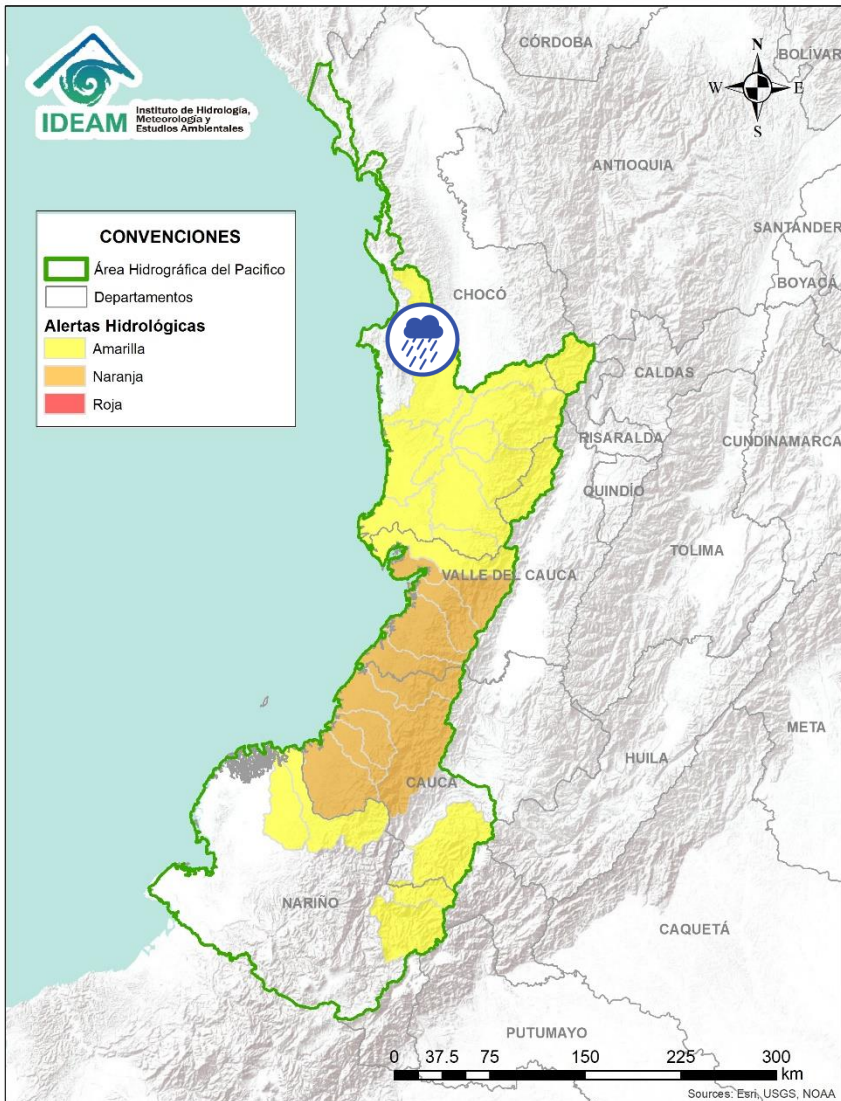 IDEAM
Instituto de Hidrología,
Meteorología y
Estudios Ambientales
CÓRDOBA
BOLÍVAR
N
W E
S
ANTIOQUIA
SANTANDER
BOYACÁ
CONVENCIONES
Área Hidrográfica del Pacifico
Departamentos
Alertas Hidrológicas
Amarilla
Naranja
Roja
CHOCÓ
CALDAS
RISARALDA
CUNDINAMARCA
QUINDÍO
TOLIMA
VALLE DEL CAUCA
META
HUILA
CAUCA
NARIÑO
CAQUETÁ
PUTUMAYO
0 37.5 75 150 225 300
km
Sources: Esri, USGS, NOAA